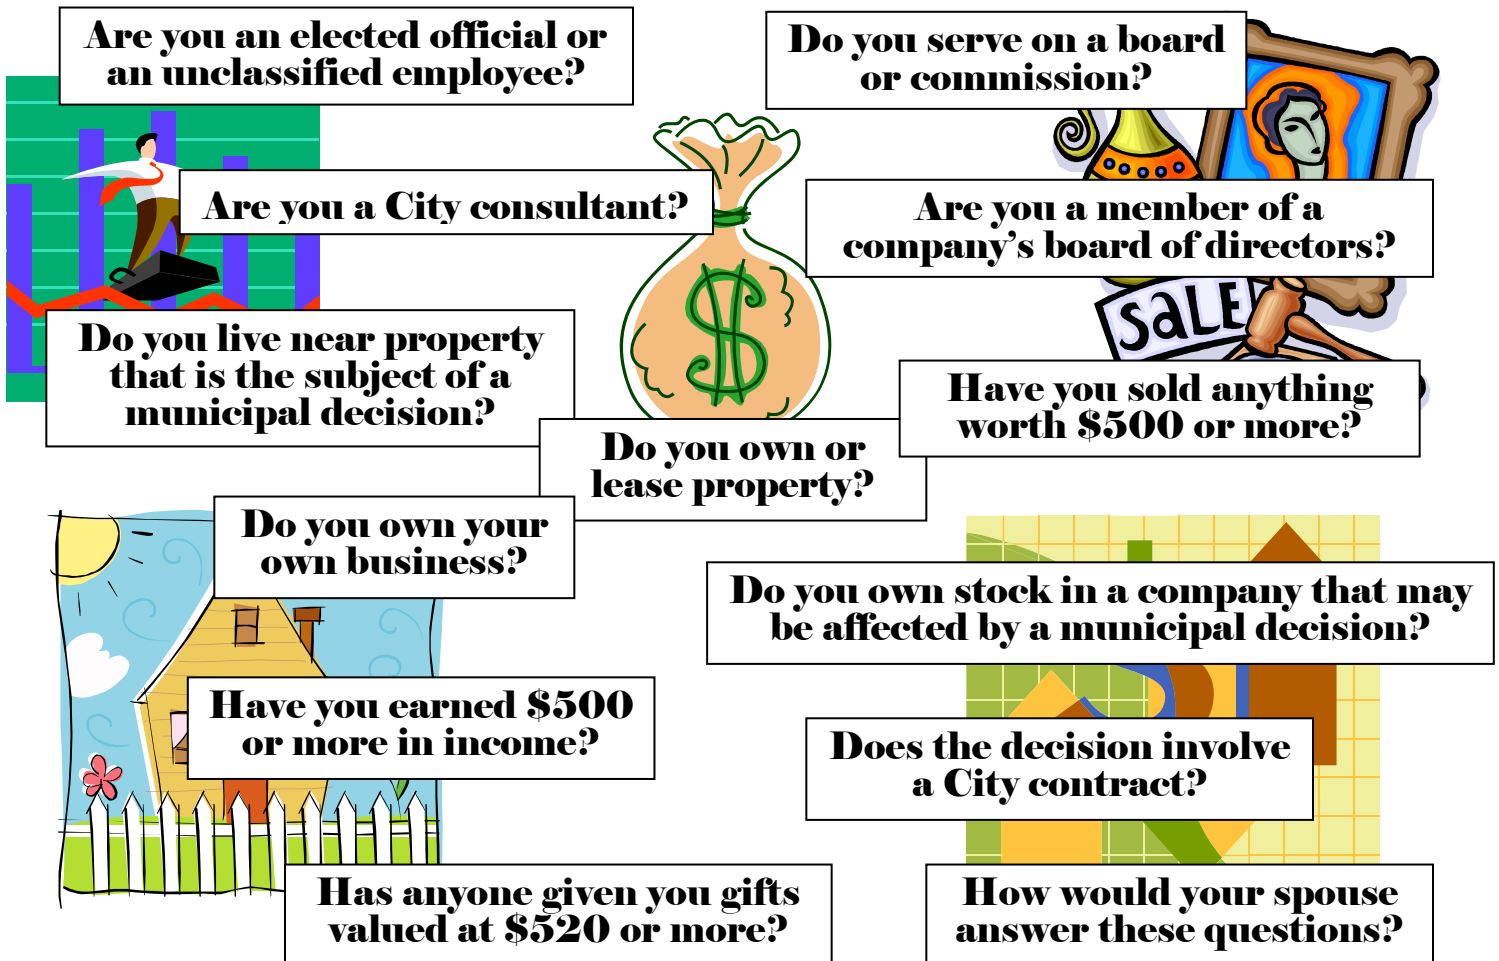 Are you an elected official or
an unclassified employee?
Do you serve on a board
or commission?
Are you a City consultant?
Are you a member of a
company’s board of directors?
SaLE
Do you live near property
that is the subject of a
municipal decision?
Have you sold anything
worth $500 or more?
$
Do you own or
lease property?
Do you own your
own business?
Do you own stock in a company that may
be affected by a municipal decision?
Have you earned $500
or more in income?
Does the decision involve
a City contract?
Has anyone given you gifts
valued at $520 or more?
How would your spouse
answer these questions?